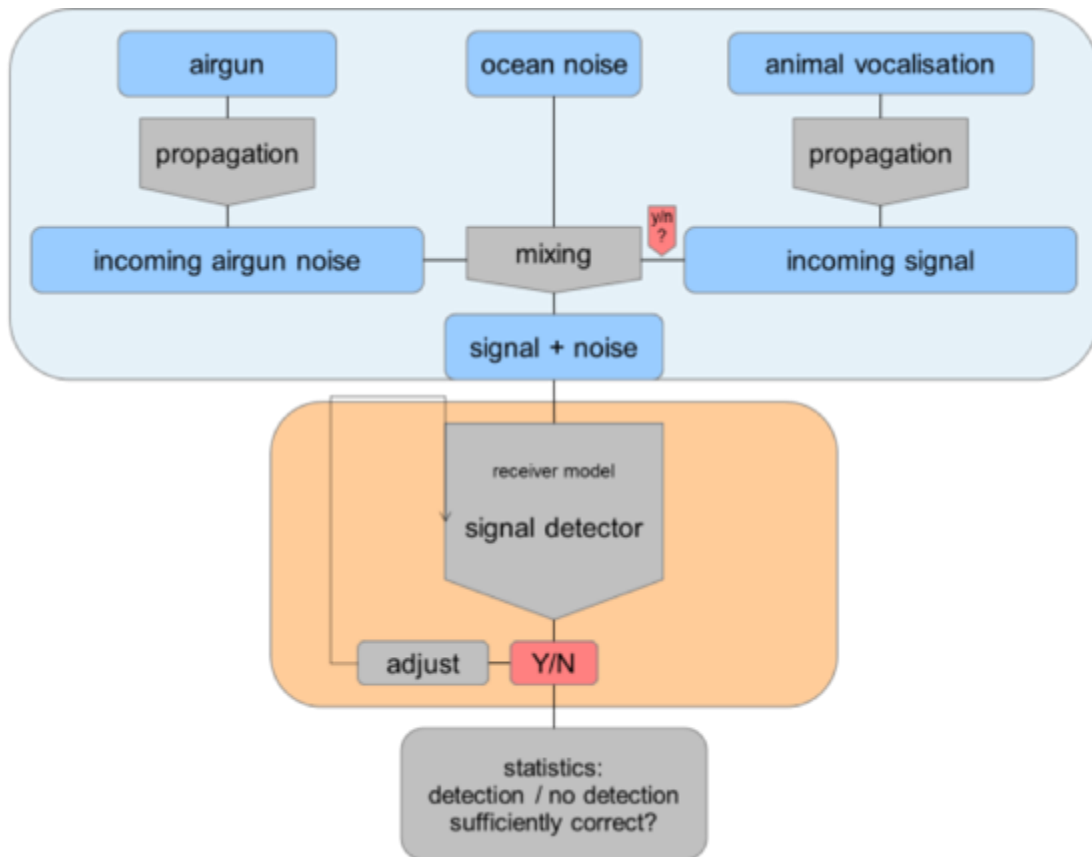 airgun
ocean noise
animal vocalisation
propagation
propagation
y/n
?
incoming airgun noise
mixing
incoming signal
signal + noise
receiver model
signal detector
adjust
Y/N
statistics:
detection / no detection
sufficiently correct?